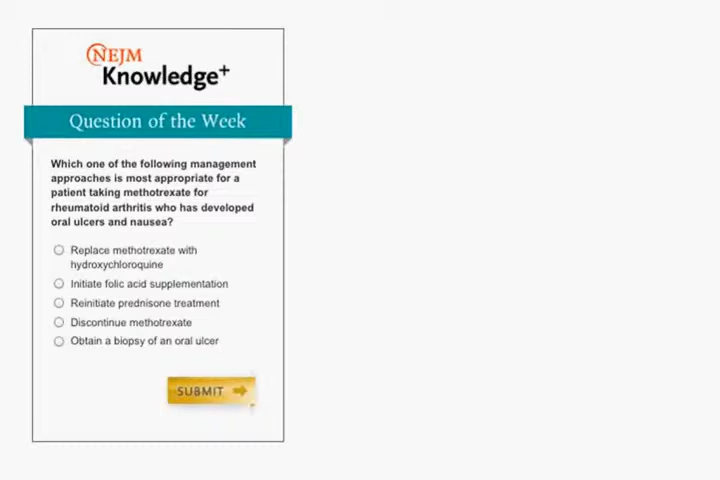 NEJM
Knowledge+
Question of the Week
Which one of the following management
approaches is most appropriate for a
patient taking methotrexate for
rheumatoid arthritis who has developed
oral ulcers and nausea?
Replace methotrexate with
hydroxychloroquine
Initiate folic acid supplementation
Reinitiate prednisone treatment
Discontinue methotrexate
Obtain a biopsy of an oral ulcer
SUBMIT